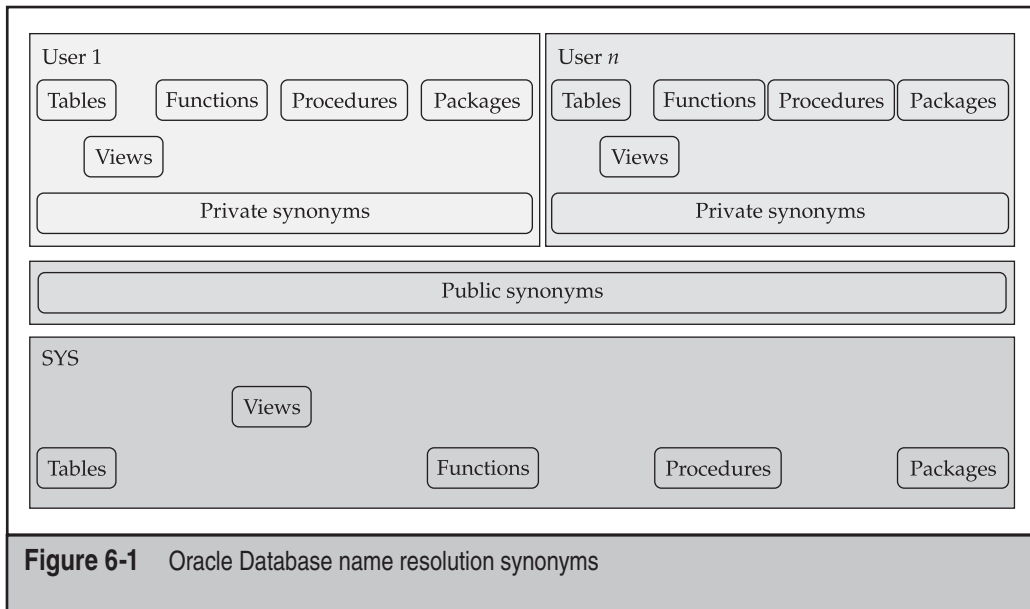 User 1
Tables Functions Procedures Packages
Views
Private synonyms
User n
Tables Functions Procedures Packages
Views
Private synonyms
Public synonyms
SYS
Views
Tables Functions Procedures Packages
Figure 6-1 Oracle Database name resolution synonyms